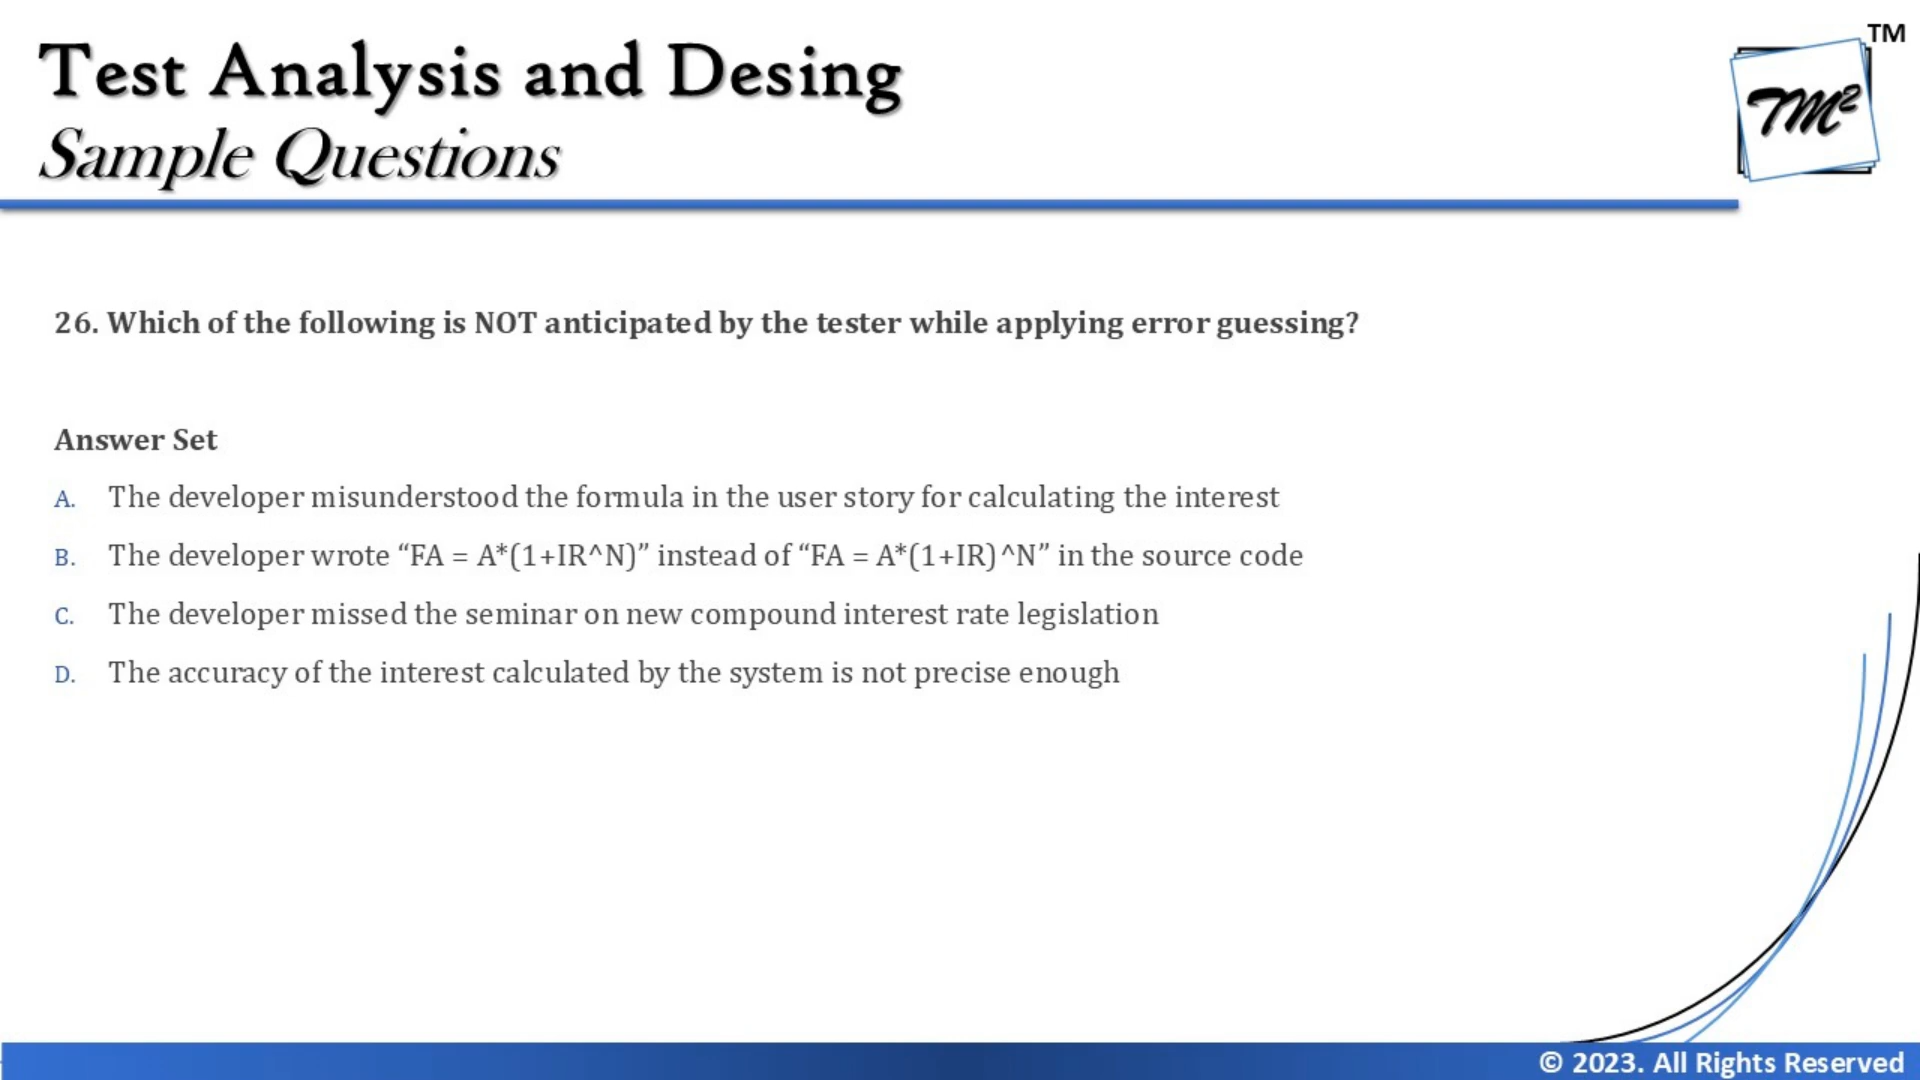 Test Analysis and Desing
Sample Questions
TM
TM²
26. Which of the following is NOT anticipated by the tester while applying error guessing?
Answer Set
A. The developer misunderstood the formula in the user story for calculating the interest
B. The developer wrote “FA = A*(1+IR^N)” instead of “FA = A*(1+IR)^N” in the source code
C. The developer missed the seminar on new compound interest rate legislation
D. The accuracy of the interest calculated by the system is not precise enough
© 2023. All Rights Reserved